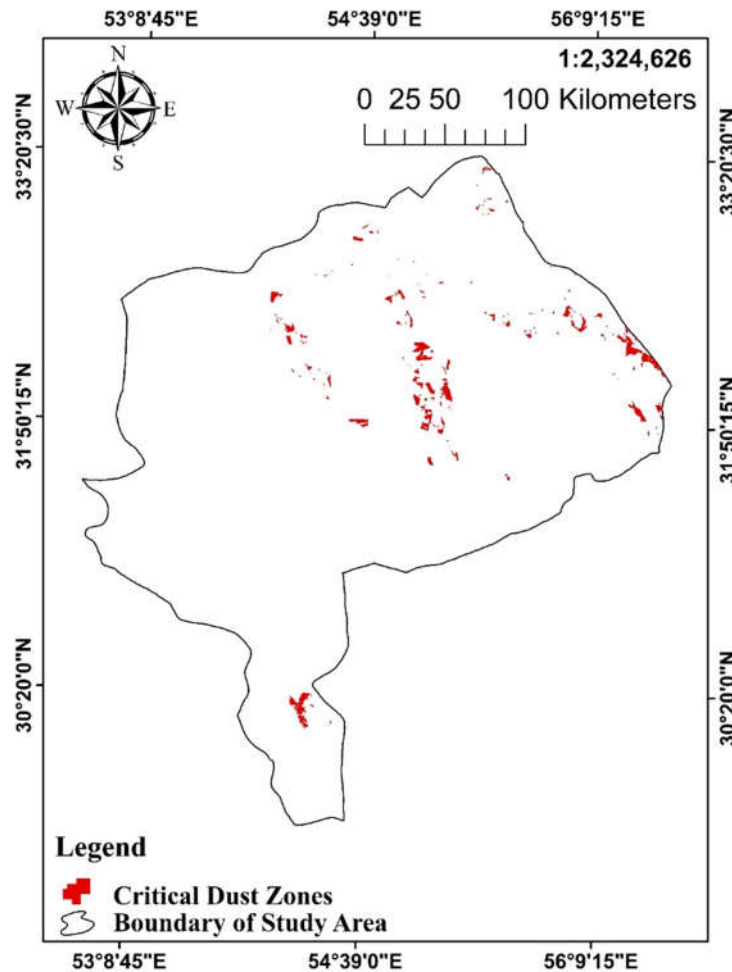 53°8'45"E 54°39'0"E 56°9'15"E
1:2,324,626
N
W E
S
0 25 50 100 Kilometers
33°20'30"N 33°20'30"N
31°50'15"N 31°50'15"N
30°20'0"N 30°20'0"N
Legend
Critical Dust Zones
Boundary of Study Area
53°8'45"E 54°39'0"E 56°9'15"E